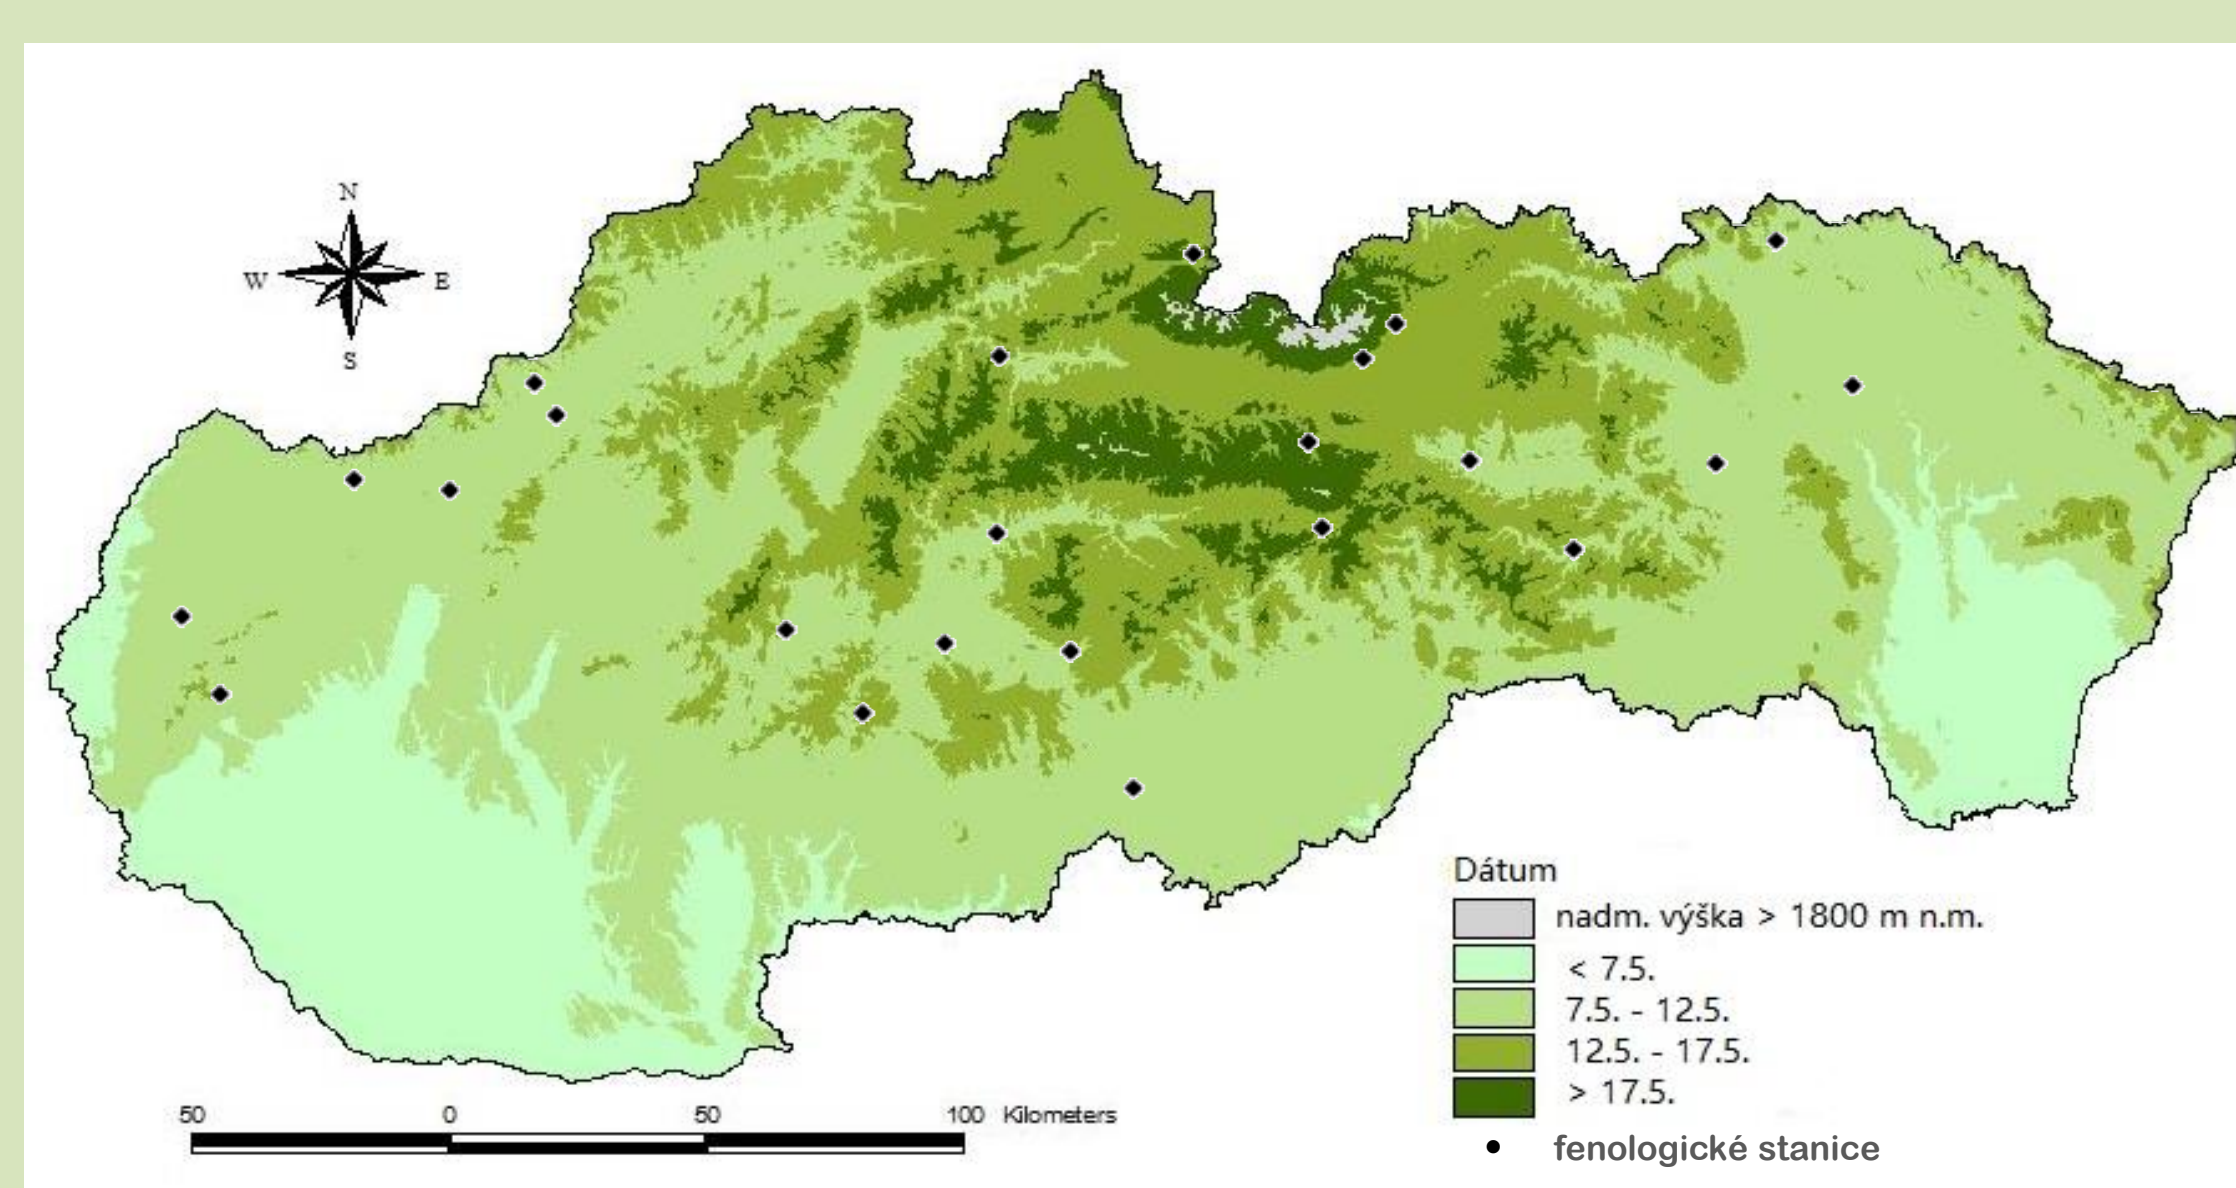 N
W E
S
Dátum
nadm. výška > 1800 m n.m.
< 7.5.
7.5. - 12.5.
12.5. - 17.5.
> 17.5.
• fenologické stanice
50 0 50 100 Kilometers